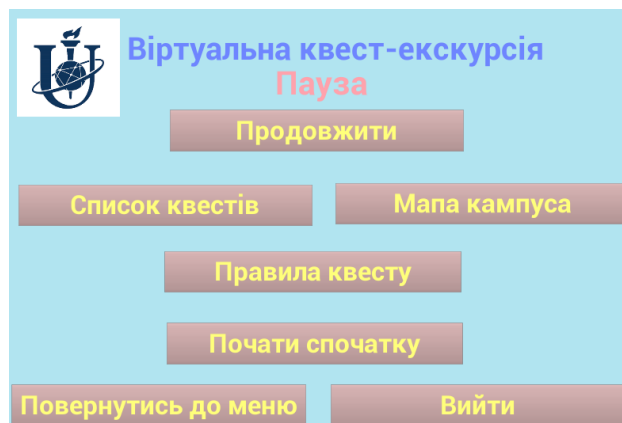 Віртуальна квест-екскурсія
Пауза
Продовжити
Список квестів
Мапа кампуса
Правила квесту
Почати спочатку
Повернутись до меню
Вийти